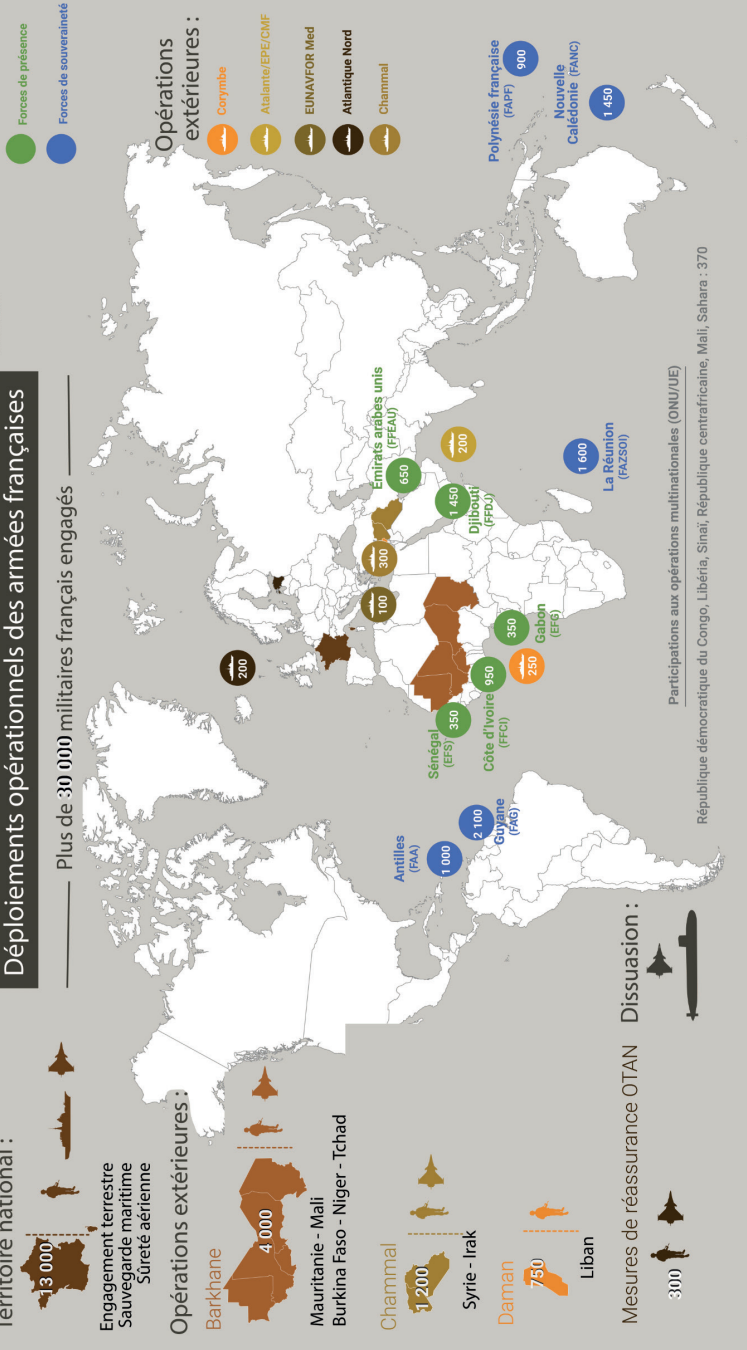 Déploiements opérationnels des armées françaises
Plus de 30 000 militaires français engagés
Territoire national :
13 000
Engagement terrestre
Sauvegarde maritime
Sûreté aérienne
Opérations extérieures :
Barkhane
4 000
Mauritanie - Mali
Burkina Faso - Niger - Tchad
Chammal
1 200
Syrie - Irak
Daman
750
Liban
Mesures de réassurance OTAN
300
Dissuasion :
Forces de présence
Forces de souveraineté
Opérations
extérieures :
Corymbe
Atalante/EPE/CMF
EUNAVFOR Med
Atlantique Nord
Chammal
200
100
300
Emirats arabes unis
(FFEAU)
650
200
1 450
Djibouti
(FFDJ)
Sénégal
(EFS)
350
Côte d'Ivoire
(FFCI)
950
350
Gabon
(EFG)
250
Antilles
(FAA)
1 000
2 100
Guyane
(FAG)
1 600
La Réunion
(FAZSOI)
Polynésie française
(FAPF)
900
Nouvelle
Calédonie (FANC)
1 450
Participations aux opérations multinationales (ONU/UE)
République démocratique du Congo, Libéria, Sinaï, République centrafricaine, Mali, Sahara : 370